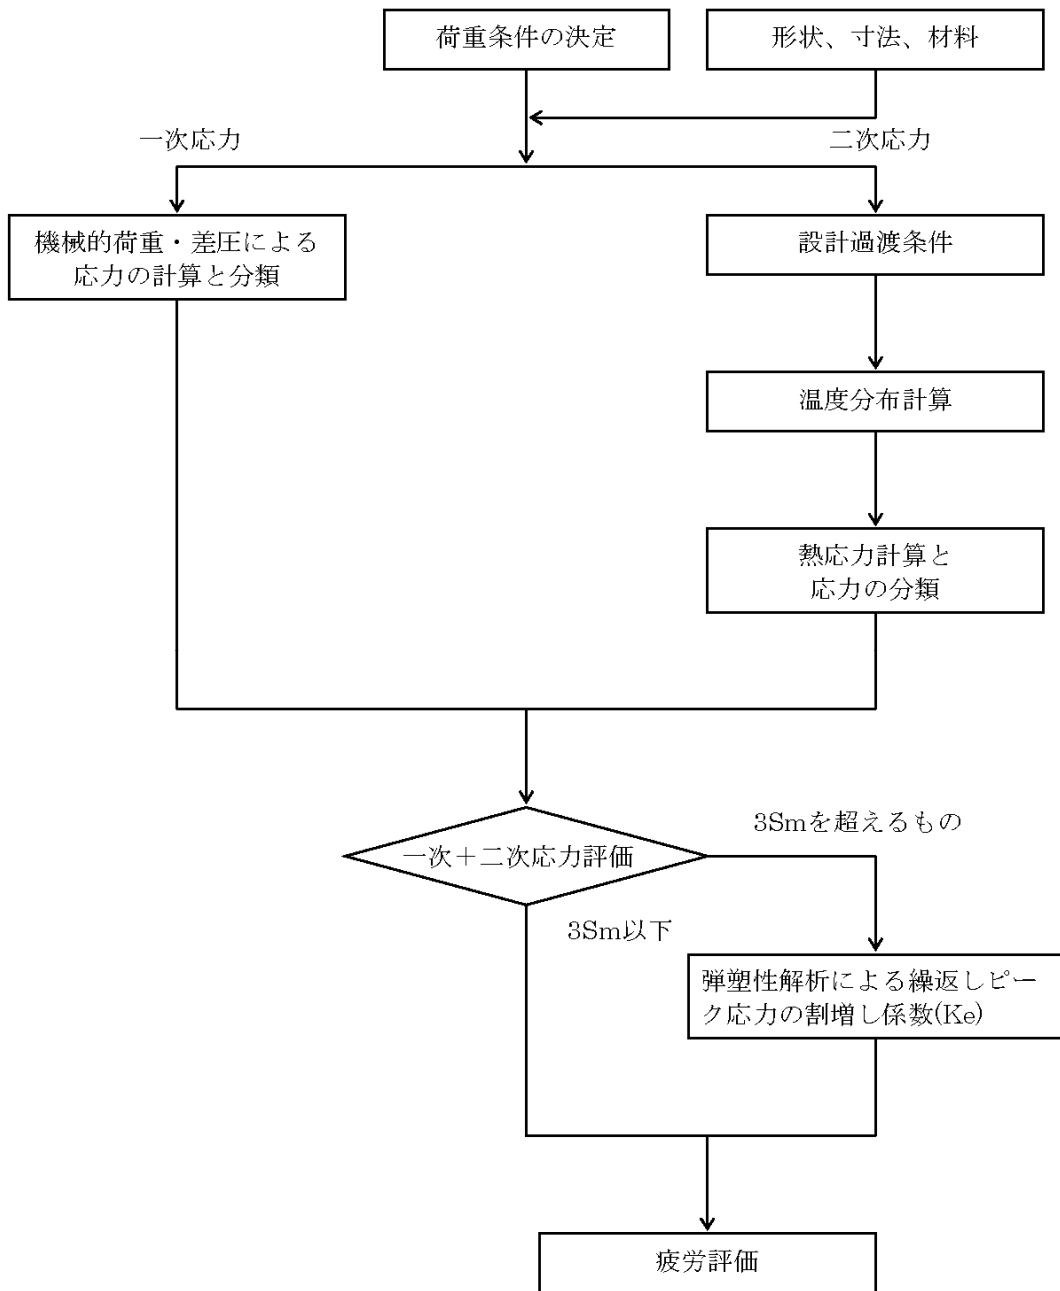 荷重条件の決定
形状、寸法、材料
一次応力
二次応力
機械的荷重・差圧による
応力の計算と分類
設計過渡条件
温度分布計算
熱応力計算と
応力の分類
一次＋二次応力評価
3Smを超えるもの
3Sm以下
弾塑性解析による繰返しピー
ク応力の割増し係数(Ke)
疲労評価